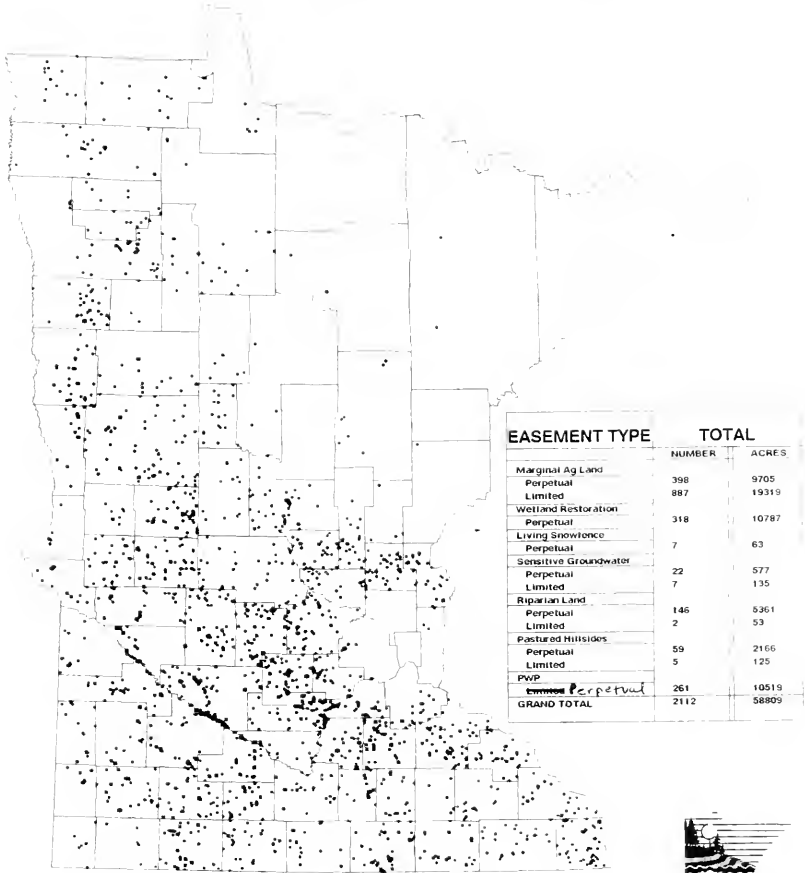 EASEMENT TYPE TOTAL
NUMBER ACRES
Marginal Ag Land
Perpetual 398 9705
Limited 887 19319
Wetland Restoration
Perpetual 318 10787
Living Snowfence
Perpetual 7 63
Sensitive Groundwater
Perpetual 22 577
Limited 7 135
Riparian Land
Perpetual 146 5361
Limited 2 53
Pastured Hillsides
Perpetual 59 2166
Limited 5 125
PWP
Limited Perpetual 261 10519
GRAND TOTAL 2112 58809